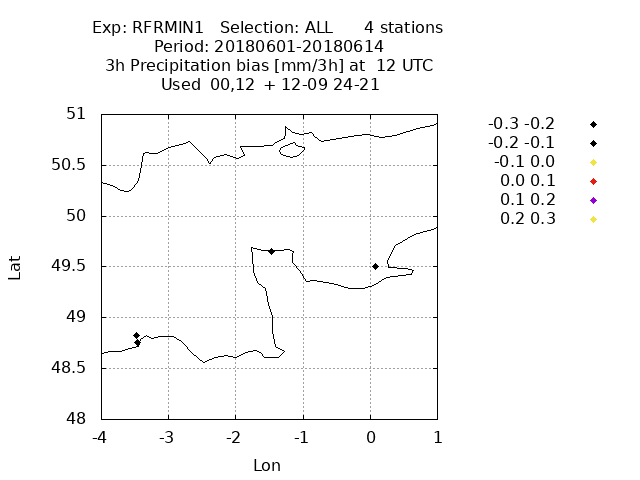 Exp: RFRMIN1 Selection: ALL 4 stations
Period: 20180601-20180614
3h Precipitation bias [mm/3h] at 12 UTC
Used 00,12 + 12-09 24-21
51
50.5
50
49.5
49
48.5
48
-4 -3 -2 -1 0 1
Lat
Lon
-0.3 -0.2
-0.2 -0.1
-0.1 0.0
0.0 0.1
0.1 0.2
0.2 0.3